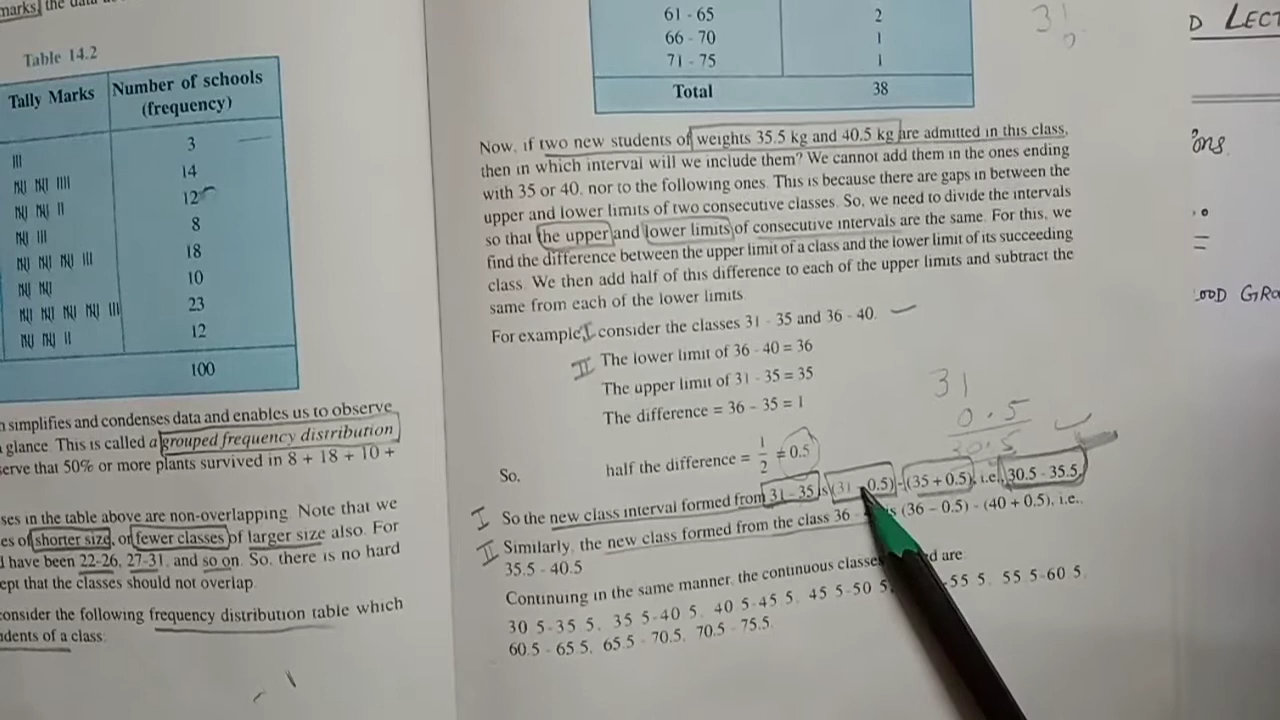 marks, the data
Table 14.2
Tally Marks Number of schools
(frequency)
3
14
12
8
18
10
23
12
100
simplifies and condenses data and enables us to observe
glance. This is called a grouped frequency distribution
serve that 50% or more plants survived in 8 + 18 + 10 +
ses in the table above are non-overlapping. Note that we
es of shorter size, or fewer classes of larger size also. For
have been 22-26, 27-31, and so on. So, there is no hard
ept that the classes should not overlap.
onsider the following frequency distribution table which
udents of a class:
61 - 65 2
66 - 70 1
71 - 75 1
Total 38
Now, if two new students of weights 35.5 kg and 40.5 kg are admitted in this class,
then in which interval will we include them? We cannot add them in the ones ending
with 35 or 40, nor to the following ones. This is because there are gaps in between the
upper and lower limits of two consecutive classes. So, we need to divide the intervals
so that the upper and lower limits of consecutive intervals are the same. For this, we
find the difference between the upper limit of a class and the lower limit of its succeeding
class. We then add half of this difference to each of the upper limits and subtract the
same from each of the lower limits
For example, I consider the classes 31 - 35 and 36 - 40.
II The lower limit of 36 - 40 = 36
The upper limit of 31 - 35 = 35
The difference = 36 – 35 = 1
So, half the difference = 1/2 = 0.5
I So the new class interval formed from 31 - 35 is (31 – 0.5) - (35 + 0.5), i.e., 30.5 - 35.5.
II Similarly, the new class formed from the class 36 - is (36 – 0.5) - (40 + 0.5), i.e.,
35.5 - 40.5
Continuing in the same manner, the continuous classes are
30 5-35 5, 35 5-40 5, 40 5-45 5, 45 5-50 5, -55 5, 55 5-60 5,
60.5 - 65.5, 65.5 - 70.5, 70.5 - 75.5.
31
0.5
30.5
31
D LECT
ons
OOD GRO